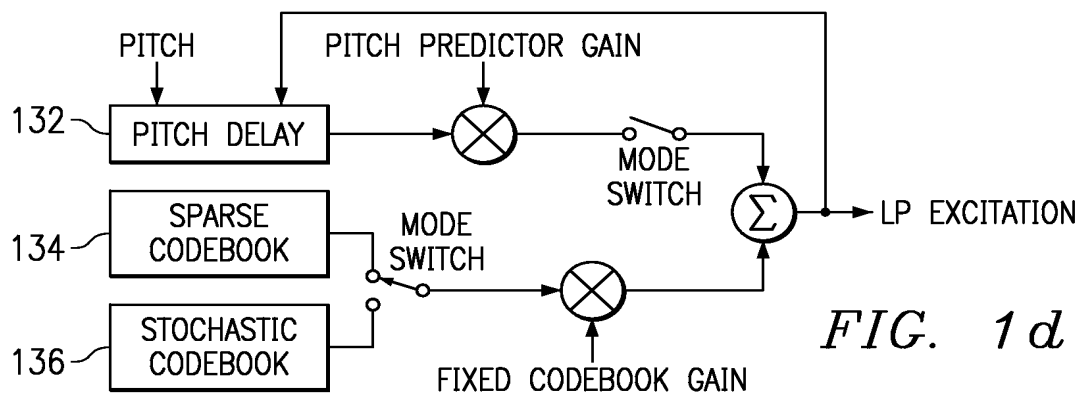 PITCH
PITCH PREDICTOR GAIN
132
PITCH DELAY
MODE
SWITCH
134
SPARSE
CODEBOOK
MODE
SWITCH
Σ
LP EXCITATION
136
STOCHASTIC
CODEBOOK
FIXED CODEBOOK GAIN
FIG. 1d